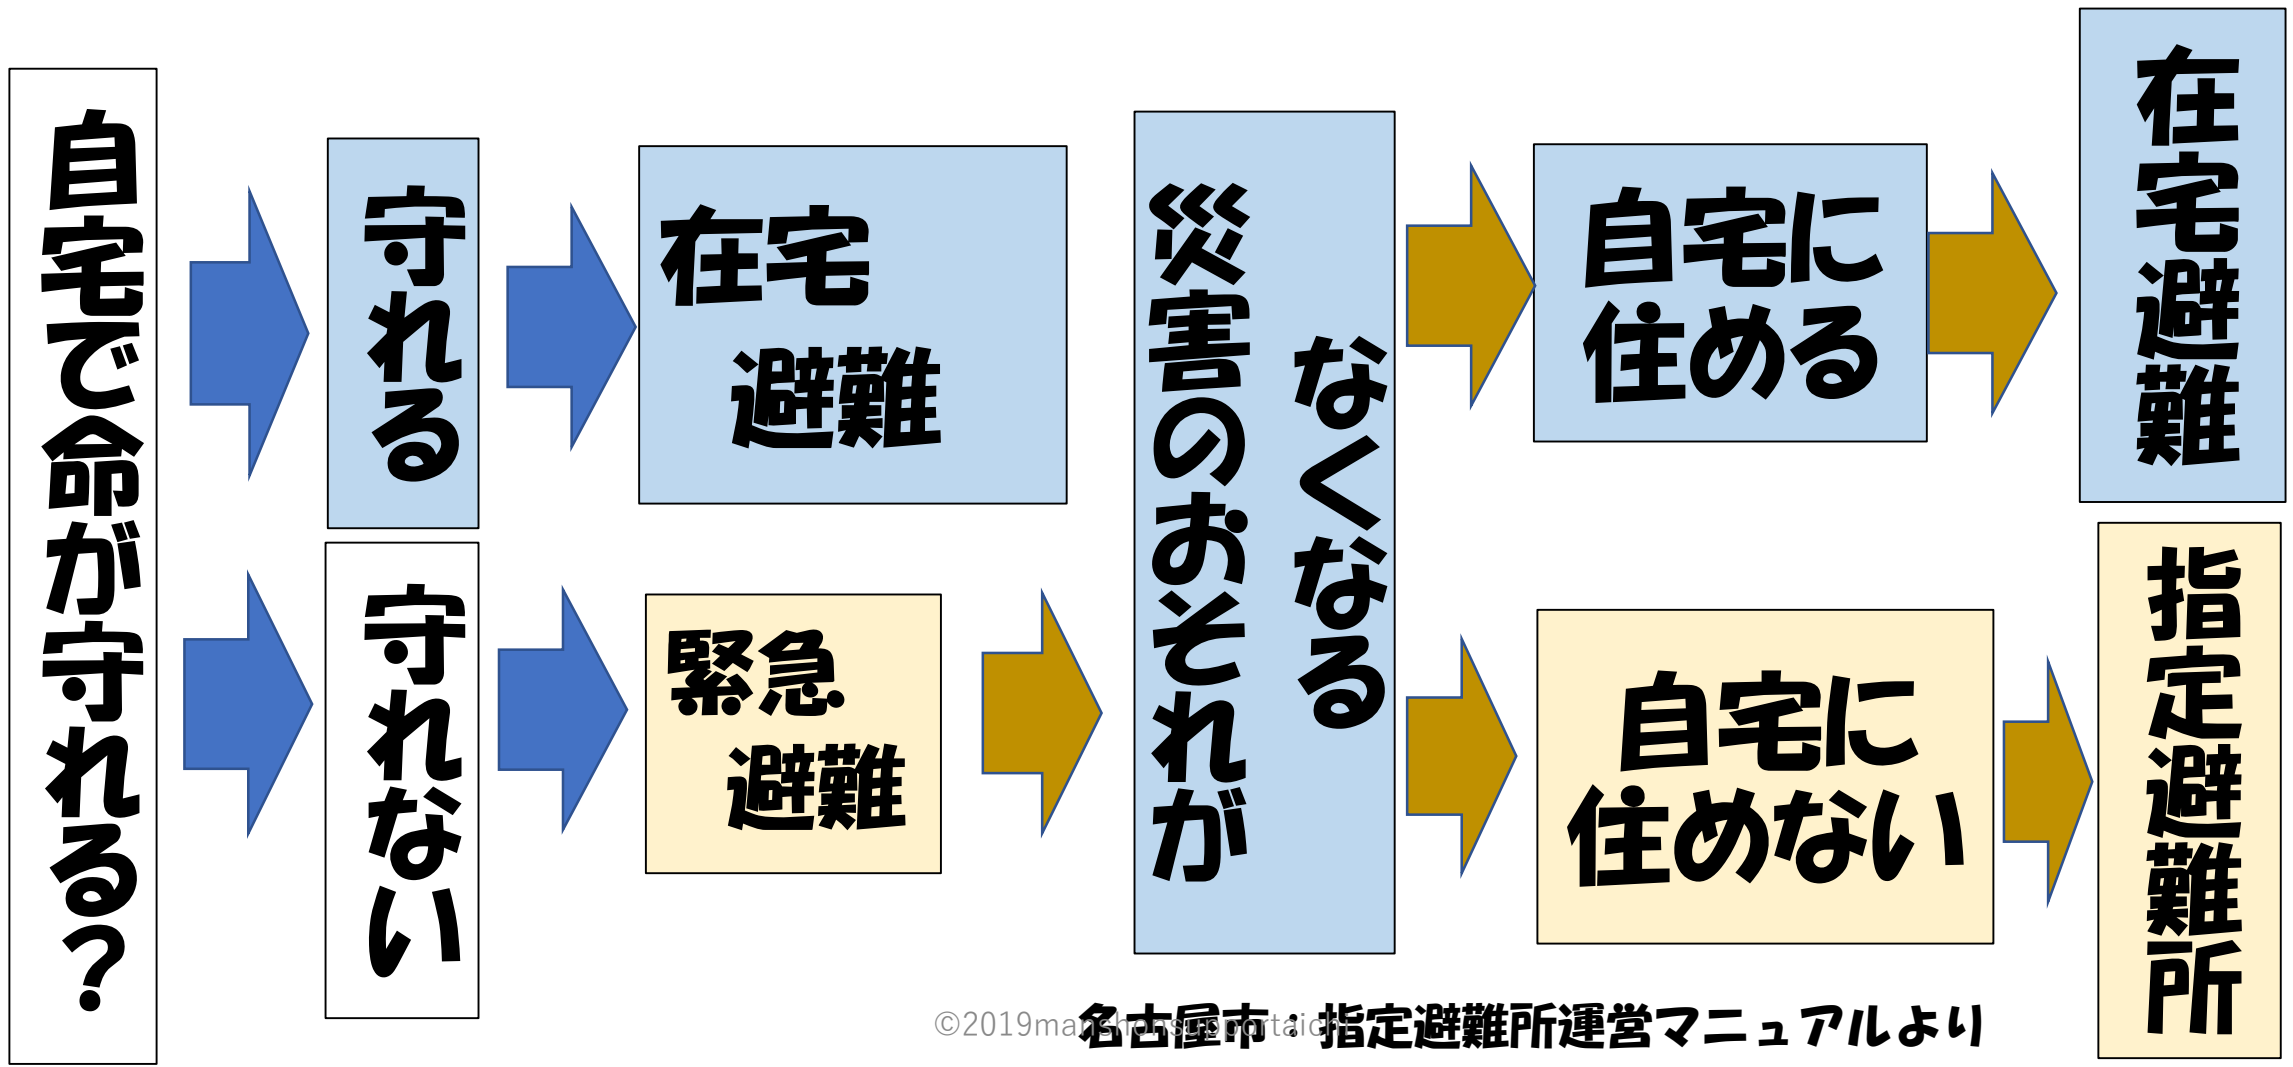 自宅で命が守れる？
守れる
在宅
避難
守れない
緊急
避難
災害のおそれが
なくなる
自宅に
住める
在宅避難
自宅に
住めない
指定避難所
©2019manshonsupportaichi
名古屋市：指定避難所運営マニュアルより